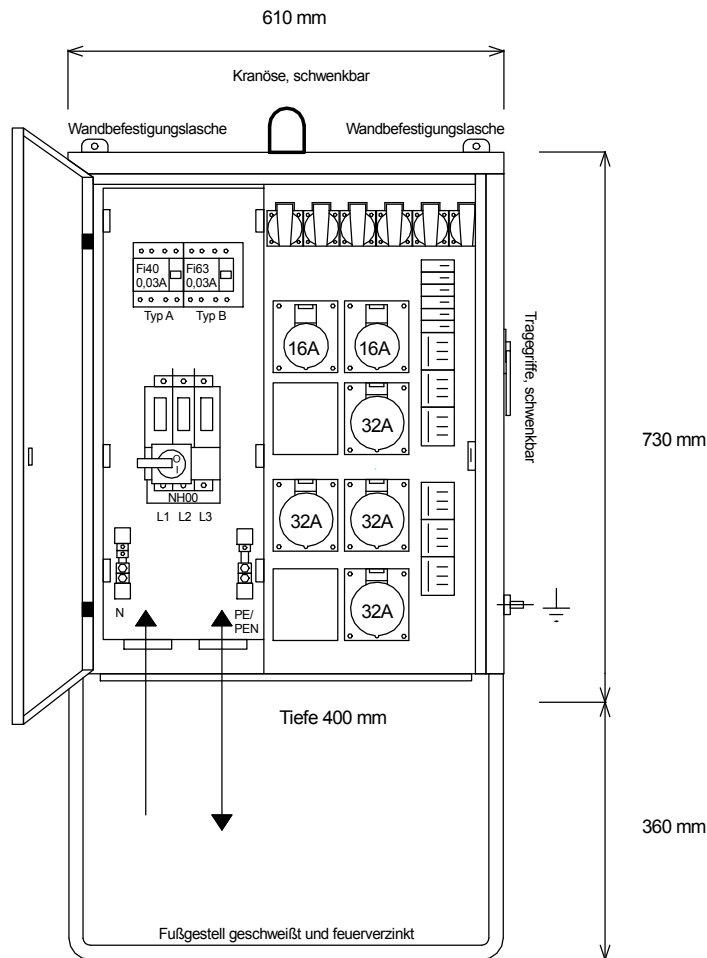 610 mm
Kranöse, schwenkbar
Wandbefestigungslasche
Wandbefestigungslasche
Fi40
0,03A
Fi63
0,03A
Typ A
Typ B
16A
16A
32A
Tragegriffe, schwenkbar
730 mm
O
I
NH00
L1 L2 L3
32A
32A
N
PE/
PEN
32A
Tiefe 400 mm
360 mm
Fußgestell geschweißt und feuerverzinkt